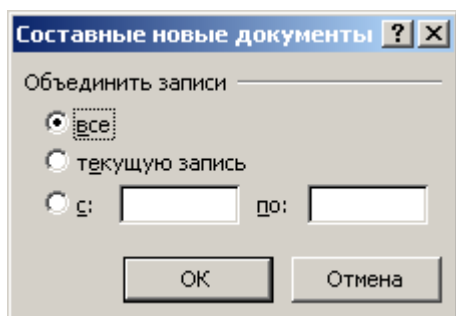 Составные новые документы
Объединить записи
все
текущую запись
с: по:
ОК Отмена